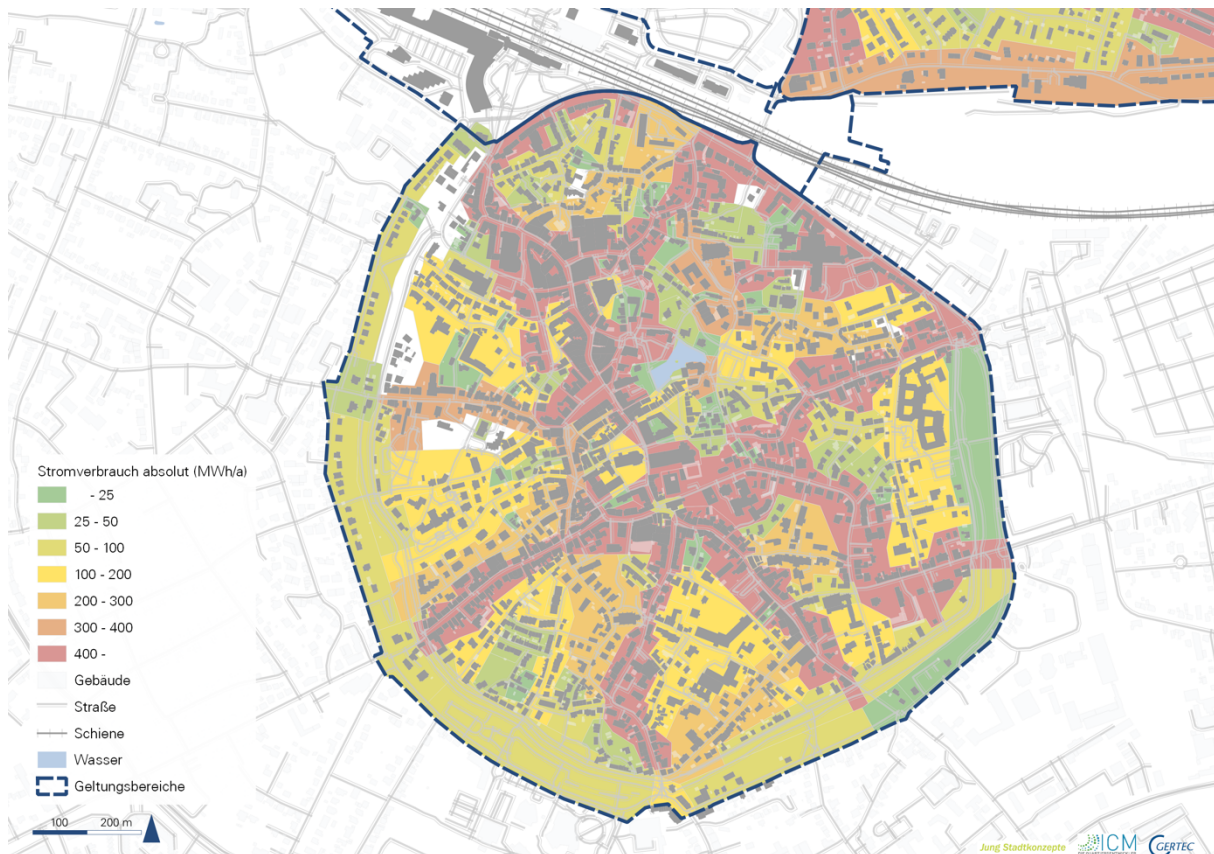 Stromverbrauch absolut (MWh/a)
- 25
25 - 50
50 - 100
100 - 200
200 - 300
300 - 400
400 -
Gebäude
Straße
Schiene
Wasser
Geltungsbereiche
100 200 m
Jung Stadtkonzepte ICM GERTEC